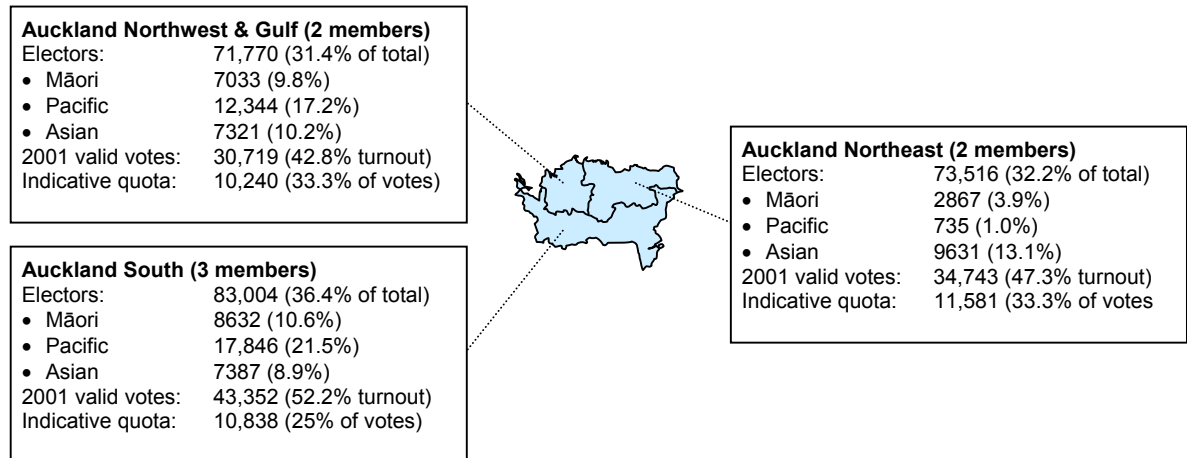 Auckland Northwest & Gulf (2 members)
Electors: 71,770 (31.4% of total)
• Māori 7033 (9.8%)
• Pacific 12,344 (17.2%)
• Asian 7321 (10.2%)
2001 valid votes: 30,719 (42.8% turnout)
Indicative quota: 10,240 (33.3% of votes)
Auckland South (3 members)
Electors: 83,004 (36.4% of total)
• Māori 8632 (10.6%)
• Pacific 17,846 (21.5%)
• Asian 7387 (8.9%)
2001 valid votes: 43,352 (52.2% turnout)
Indicative quota: 10,838 (25% of votes)
Auckland Northeast (2 members)
Electors: 73,516 (32.2% of total)
• Māori 2867 (3.9%)
• Pacific 735 (1.0%)
• Asian 9631 (13.1%)
2001 valid votes: 34,743 (47.3% turnout)
Indicative quota: 11,581 (33.3% of votes